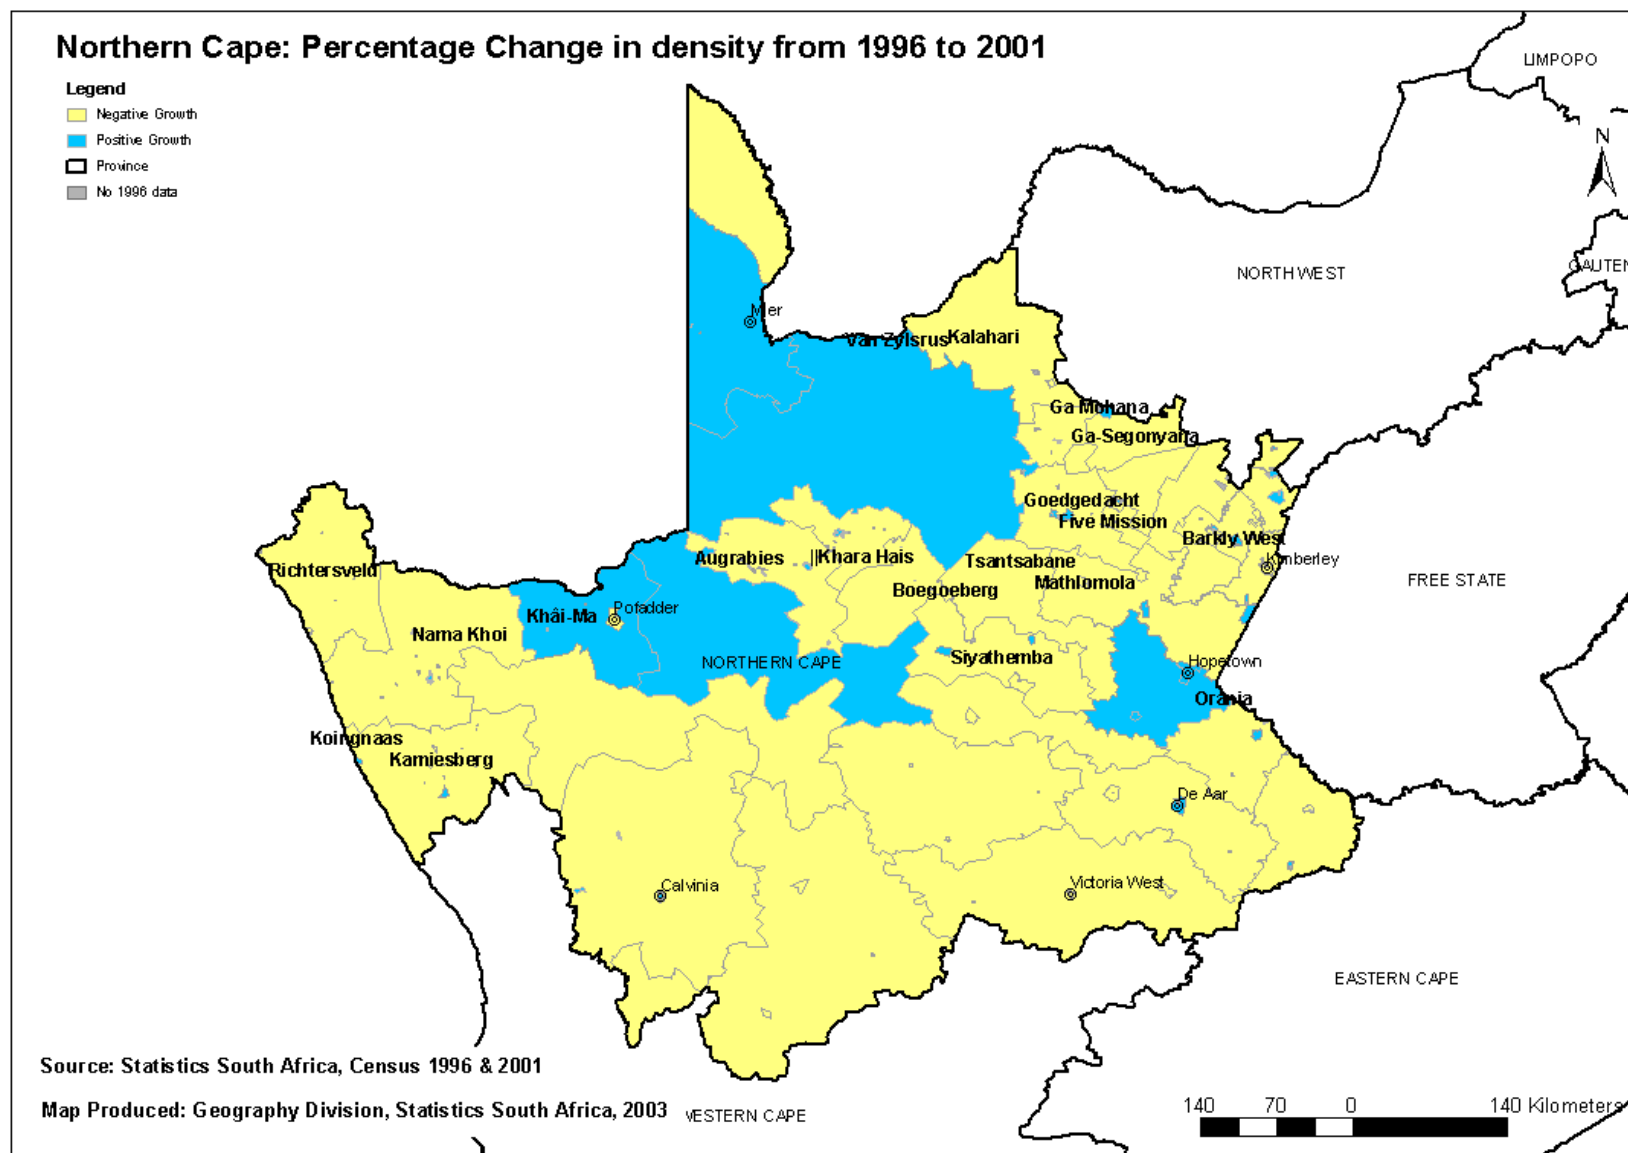 Northern Cape: Percentage Change in density from 1996 to 2001
Legend
Negative Growth
Positive Growth
Province
No 1996 data
LIMPOPO
N
NORTH WEST
GAUTEN
Mier
Van Zylsrus
Kalahari
Ga Mohana
Ga-Segonyana
Goedgedacht
Five Mission
Barkly West
Kimberley
FREE STATE
Augrabies
||Khara Hais
Tsantsabane
Mathlomola
Boegoeberg
Richtersveld
Khâi-Ma
Pofadder
Nama Khoi
NORTHERN CAPE
Siyathemba
Hopetown
Orania
Koingnaas
Kamiesberg
De Aar
Calvinia
Victoria West
EASTERN CAPE
Source: Statistics South Africa, Census 1996 & 2001
Map Produced: Geography Division, Statistics South Africa, 2003
WESTERN CAPE
140 70 0 140 Kilometers